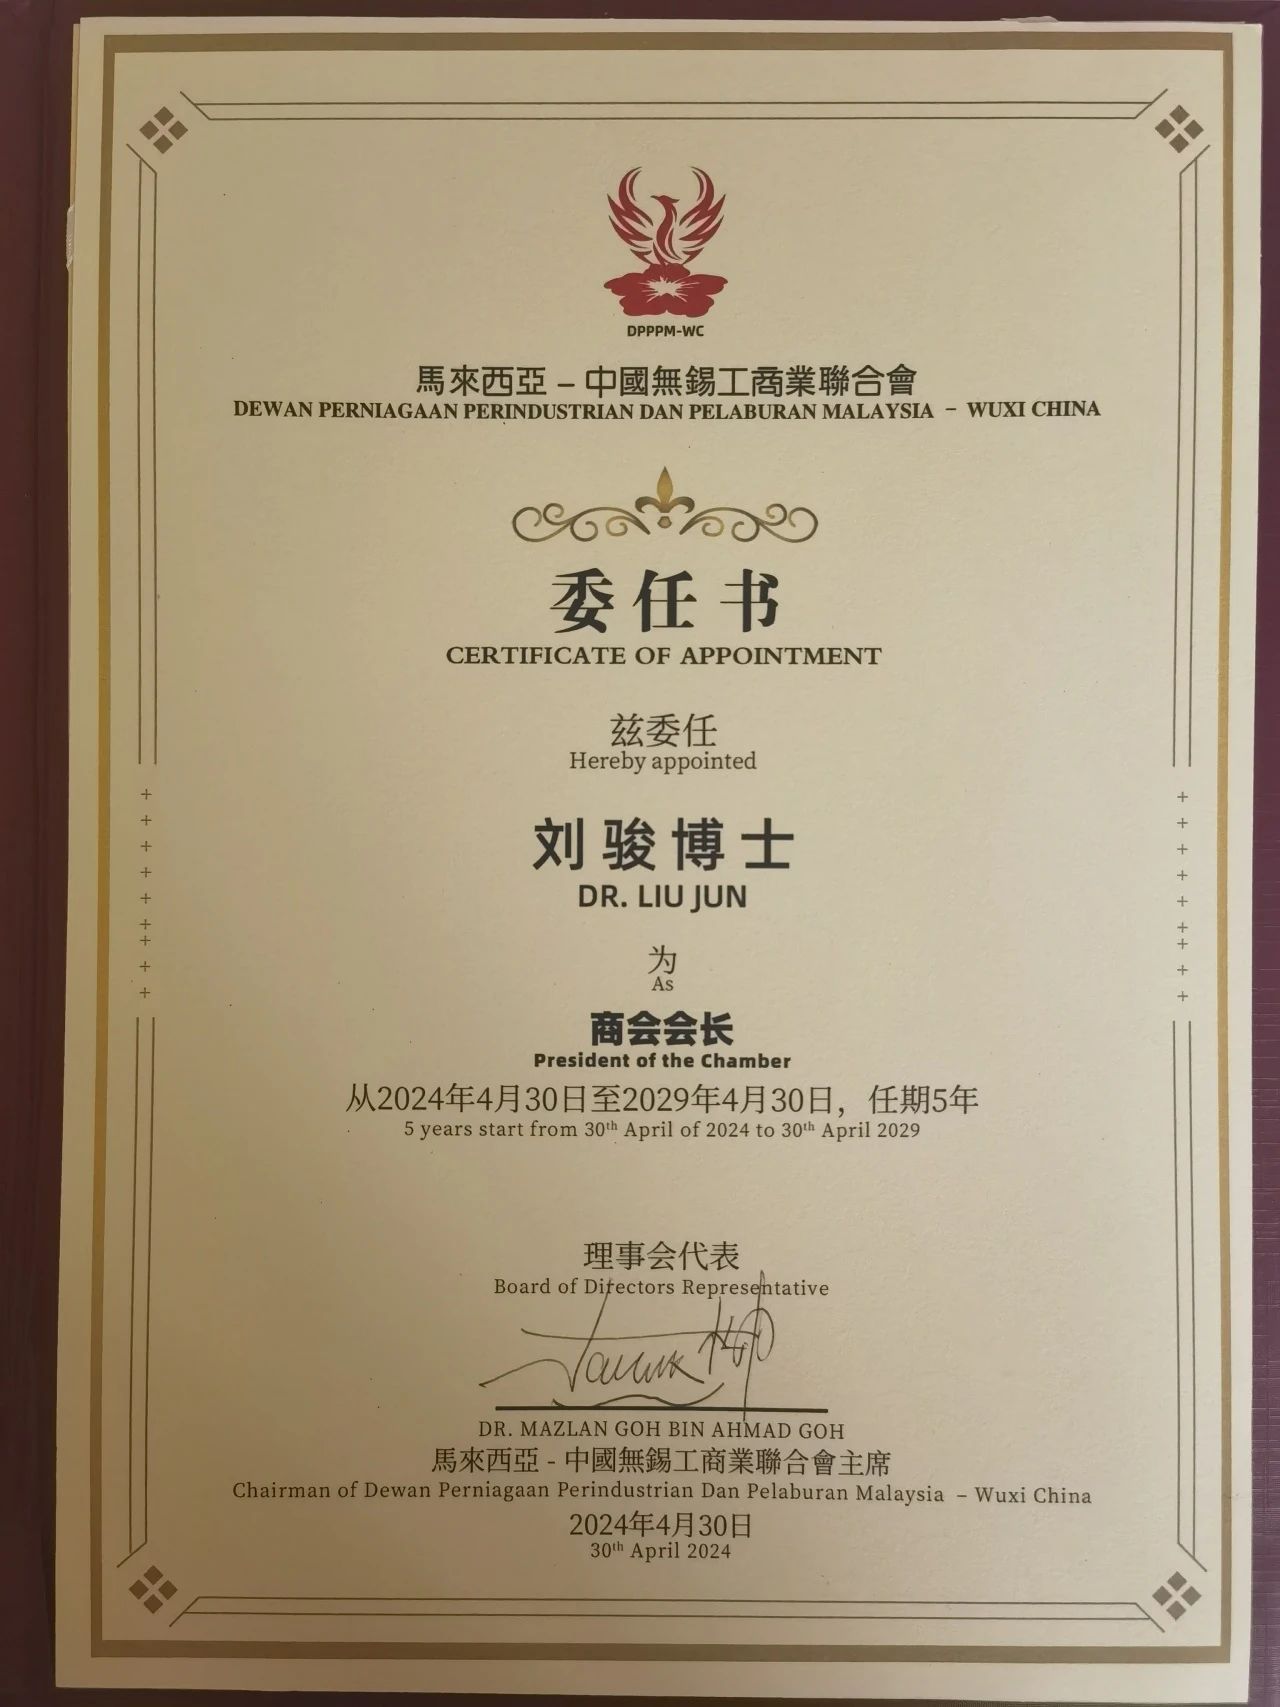 DPPPM-WC
馬來西亞 – 中國無錫工商業聯合會
DEWAN PERNIAGAAN PERINDUSTRIAN DAN PELABURAN MALAYSIA – WUXI CHINA
委任书
CERTIFICATE OF APPOINTMENT
兹委任
Hereby appointed
刘骏博士
DR. LIU JUN
为
As
商会会长
President of the Chamber
从2024年4月30日至2029年4月30日，任期5年
5 years start from 30th April of 2024 to 30th April 2029
理事会代表
Board of Directors Representative
DR. MAZLAN GOH BIN AHMAD GOH
馬來西亞 - 中國無錫工商業聯合會主席
Chairman of Dewan Perniagaan Perindustrian Dan Pelaburan Malaysia – Wuxi China
2024年4月30日
30th April 2024